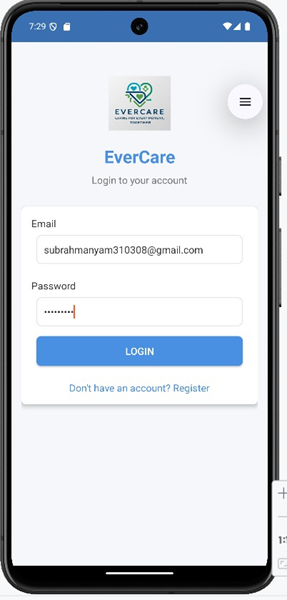 7:29
EVERCARE
EverCare
Login to your account
Email
subrahmanyam310308@gmail.com
Password
•••••••••
LOGIN
Don't have an account? Register